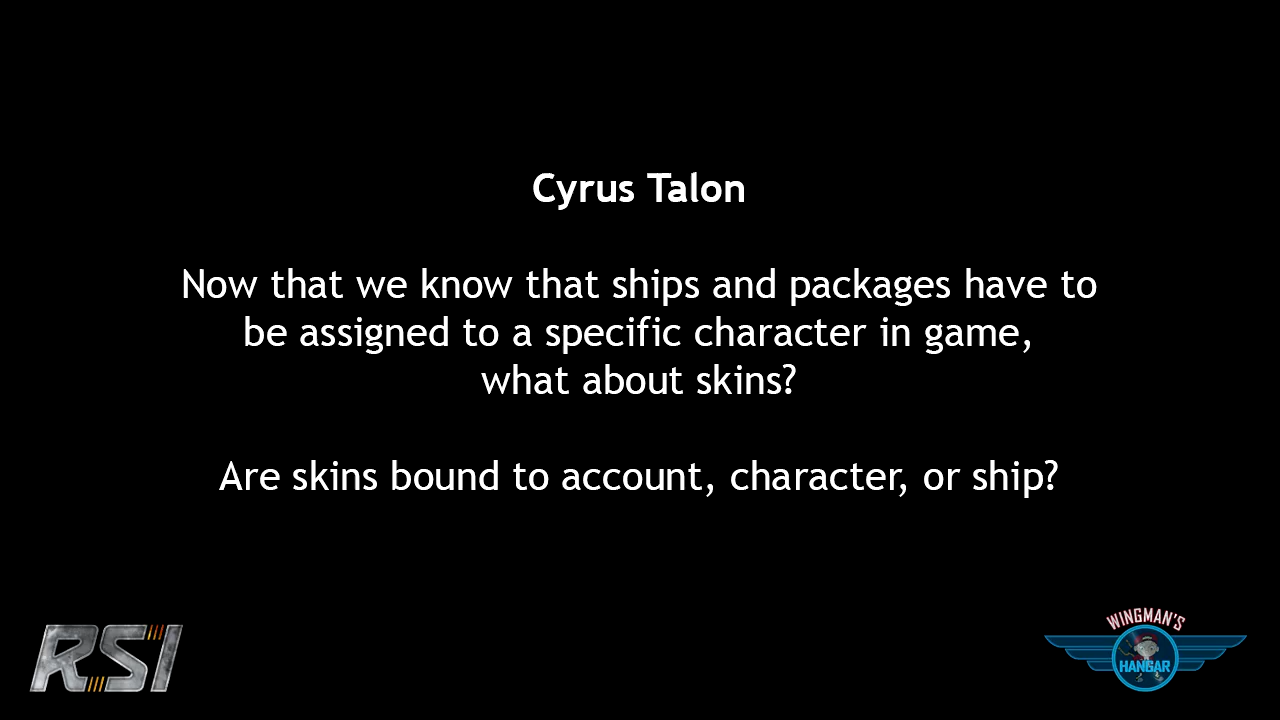 Cyrus Talon
Now that we know that ships and packages have to
be assigned to a specific character in game,
what about skins?
Are skins bound to account, character, or ship?
RSI
WINGMAN'S
HANGAR